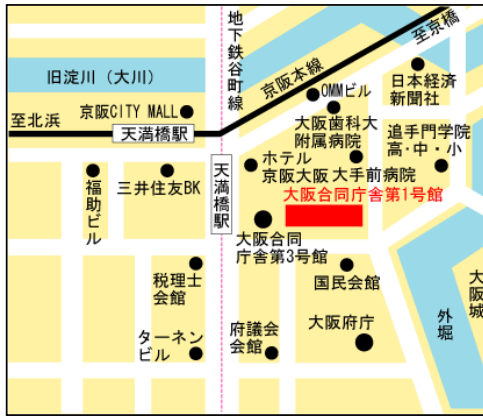 地下鉄谷町線
至京橋
旧淀川（大川）
京阪本線
日本経済
新聞社
OMMビル
京阪CITY MALL
至北浜
天満橋駅
大阪歯科大
附属病院
追手門学院
高・中・小
ホテル
京阪大阪
大手前病院
三井住友BK
福助ビル
天満橋駅
大阪合同庁舎第1号館
大阪合同
庁舎第3号館
国民会館
税理士
会館
大阪城
外堀
府議会
会館
大阪府庁
ターネン
ビル